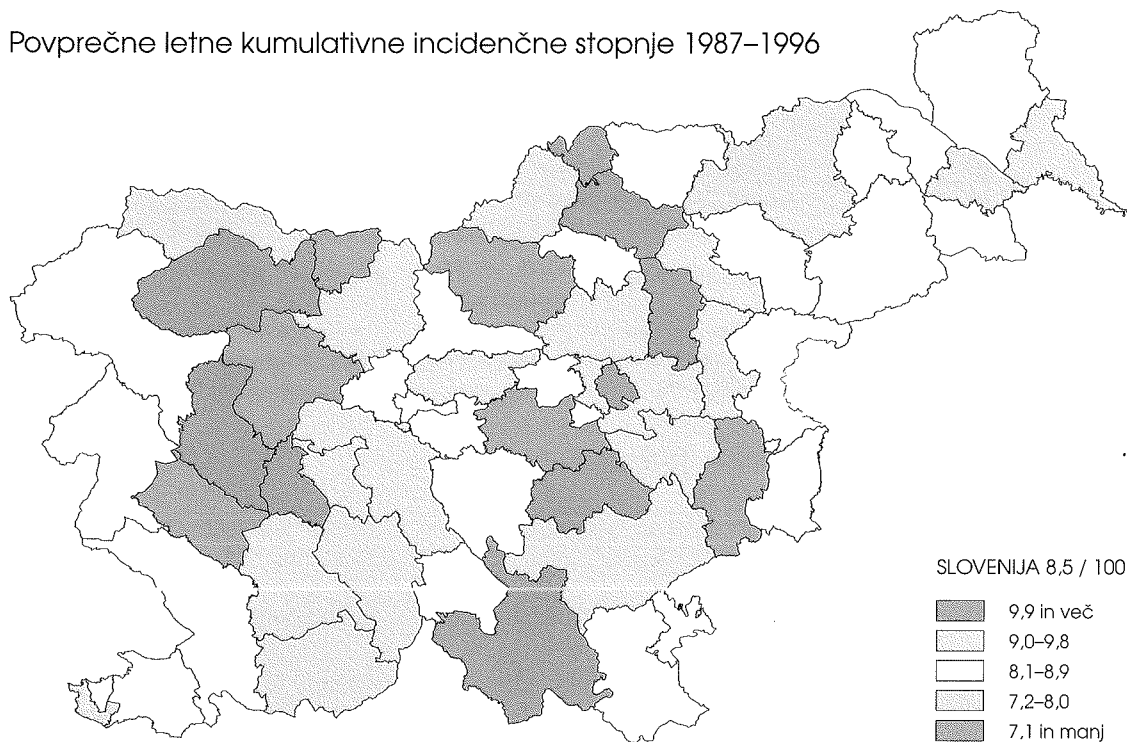 Povprečne letne kumulativne incidenčne stopnje 1987–1996
SLOVENIJA 8,5 / 100
9,9 in več
9,0–9,8
8,1–8,9
7,2–8,0
7,1 in manj